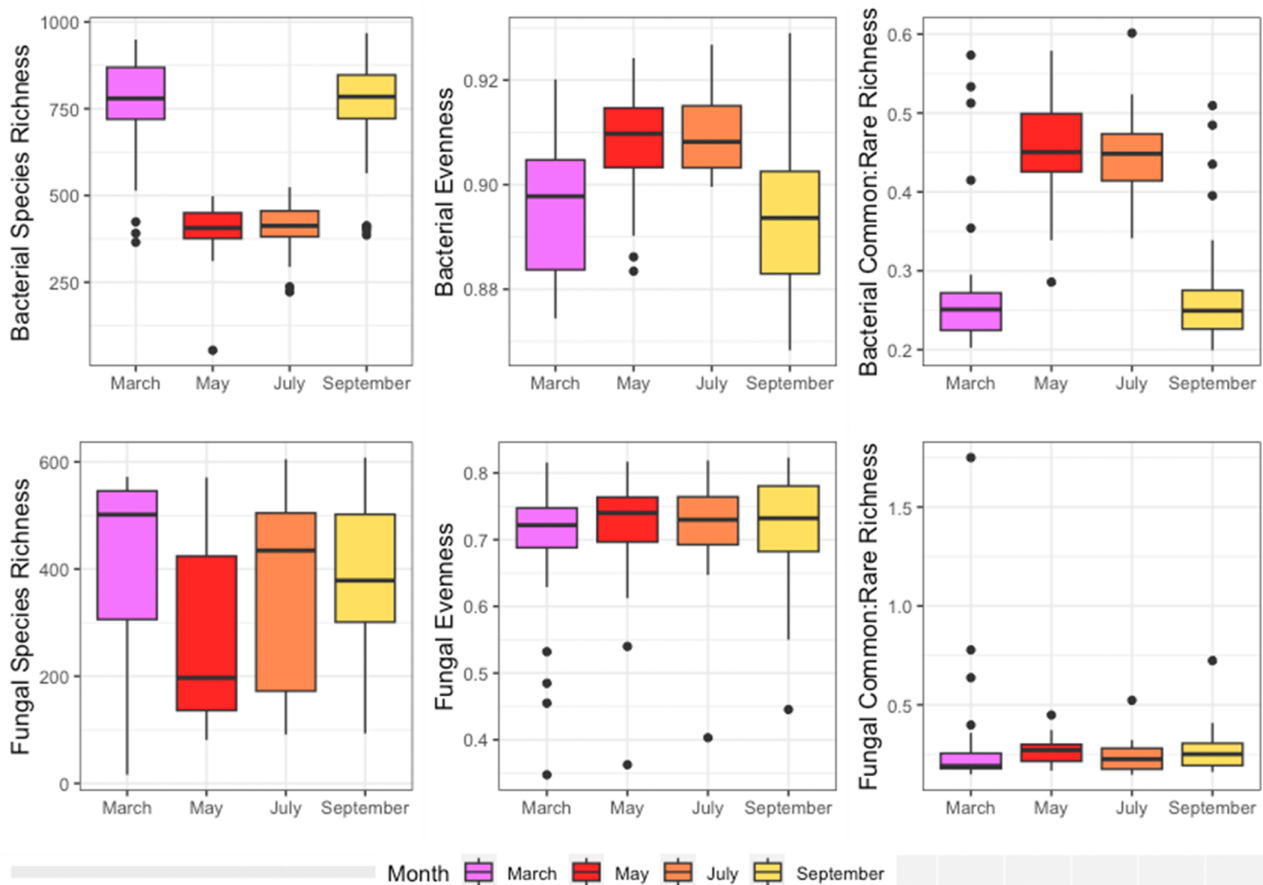 Bacterial Species Richness
1000
750
500
250
March May July September
Bacterial Evenness
0.92
0.90
0.88
March May July September
Bacterial Common:Rare Richness
0.6
0.5
0.4
0.3
0.2
March May July September
Fungal Species Richness
600
400
200
0
March May July September
Fungal Evenness
0.8
0.7
0.6
0.5
0.4
March May July September
Fungal Common:Rare Richness
1.5
1.0
0.5
March May July September
Month March May July September